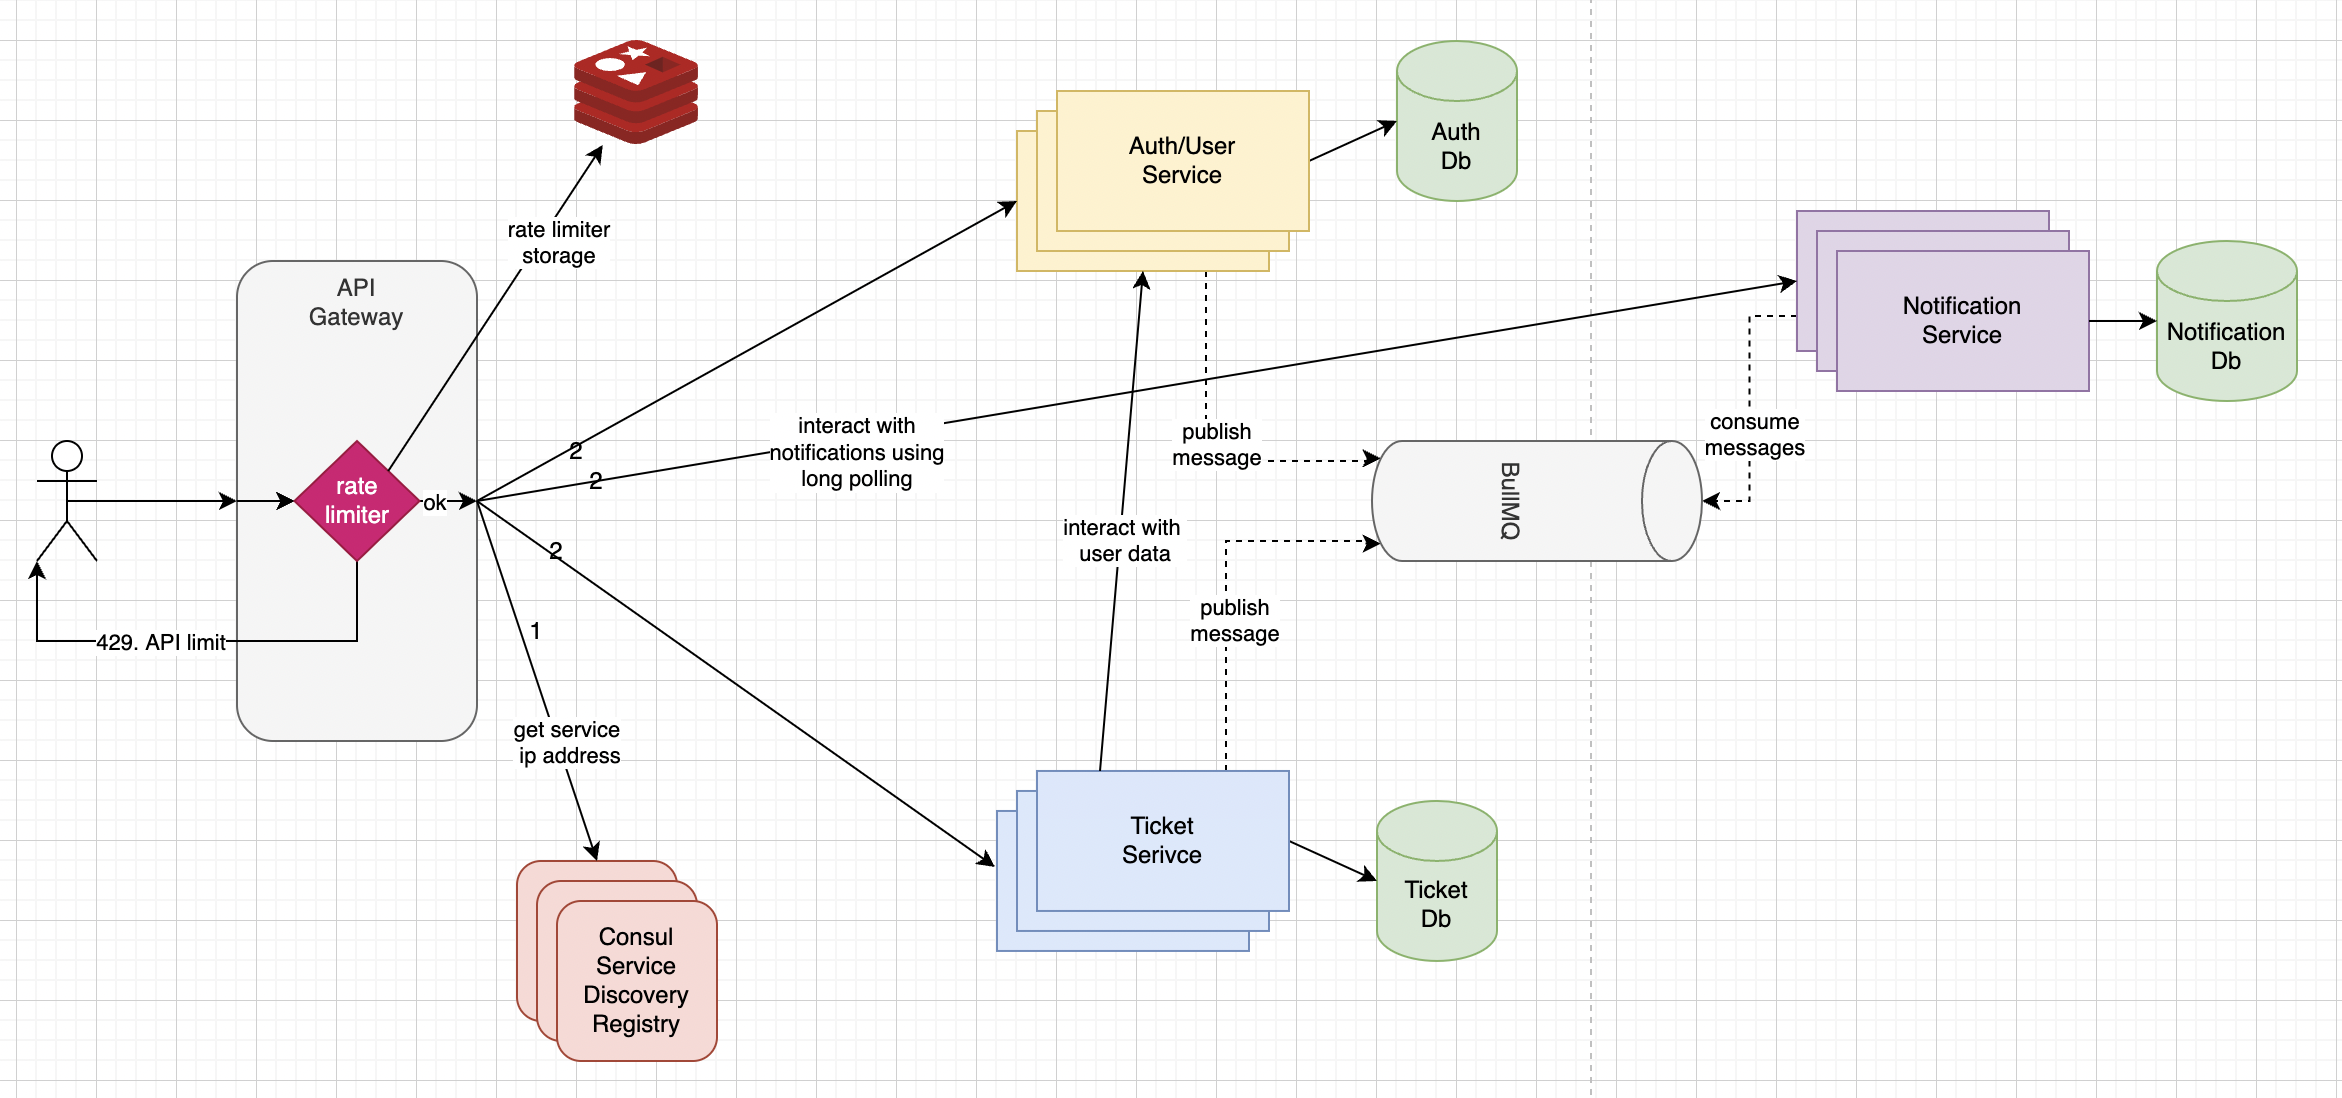 rate limiter
storage
API
Gateway
rate
limiter
ok
429. API limit
2
2
2
1
get service
ip address
Consul
Service
Discovery
Registry
interact with
notifications using
long polling
Auth/User
Service
Auth
Db
publish
message
interact with
user data
publish
message
Ticket
Serivce
Ticket
Db
BullMQ
consume
messages
Notification
Service
Notification
Db